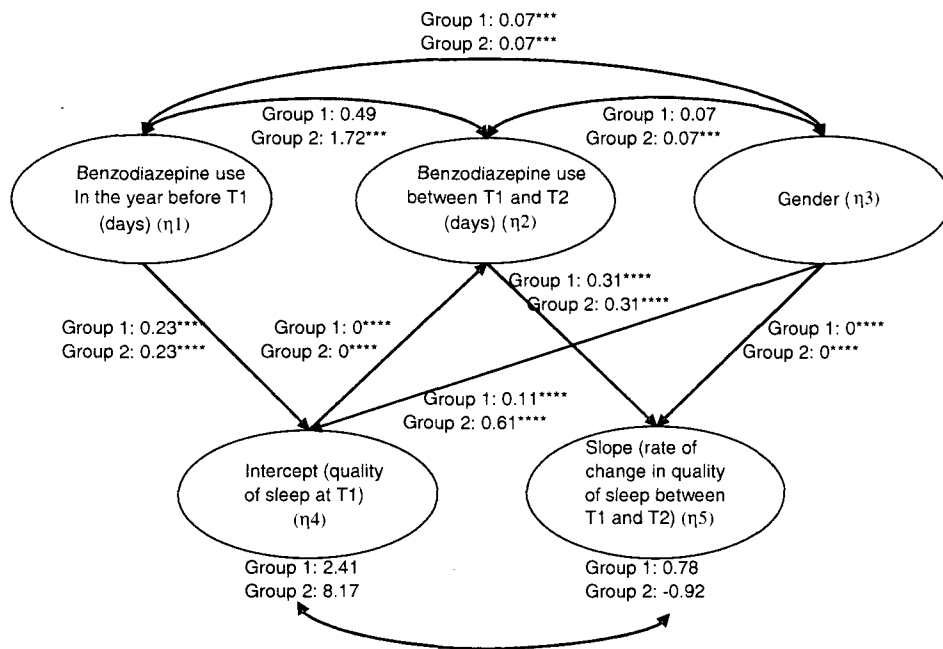 Group 1: 0.07***
Group 2: 0.07***
Group 1: 0.49
Group 2: 1.72***
Group 1: 0.07
Group 2: 0.07***
Benzodiazepine use
In the year before T1
(days) (η1)
Benzodiazepine use
between T1 and T2
(days) (η2)
Gender (η3)
Group 1: 0.31****
Group 2: 0.31****
Group 1: 0.23****
Group 2: 0.23****
Group 1: 0****
Group 2: 0****
Group 1: 0****
Group 2: 0****
Group 1: 0.11****
Group 2: 0.61****
Intercept (quality
of sleep at T1)
(η4)
Slope (rate of
change in quality
of sleep between
T1 and T2) (η5)
Group 1: 2.41
Group 2: 8.17
Group 1: 0.78
Group 2: -0.92